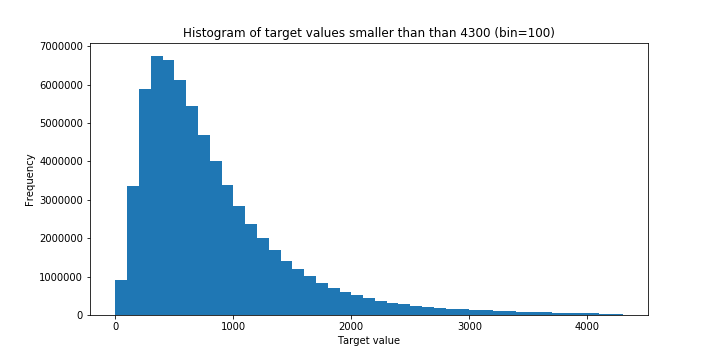 Histogram of target values smaller than than 4300 (bin=100)
7000000
6000000
5000000
4000000
3000000
2000000
1000000
0
Frequency
0 1000 2000 3000 4000
Target value